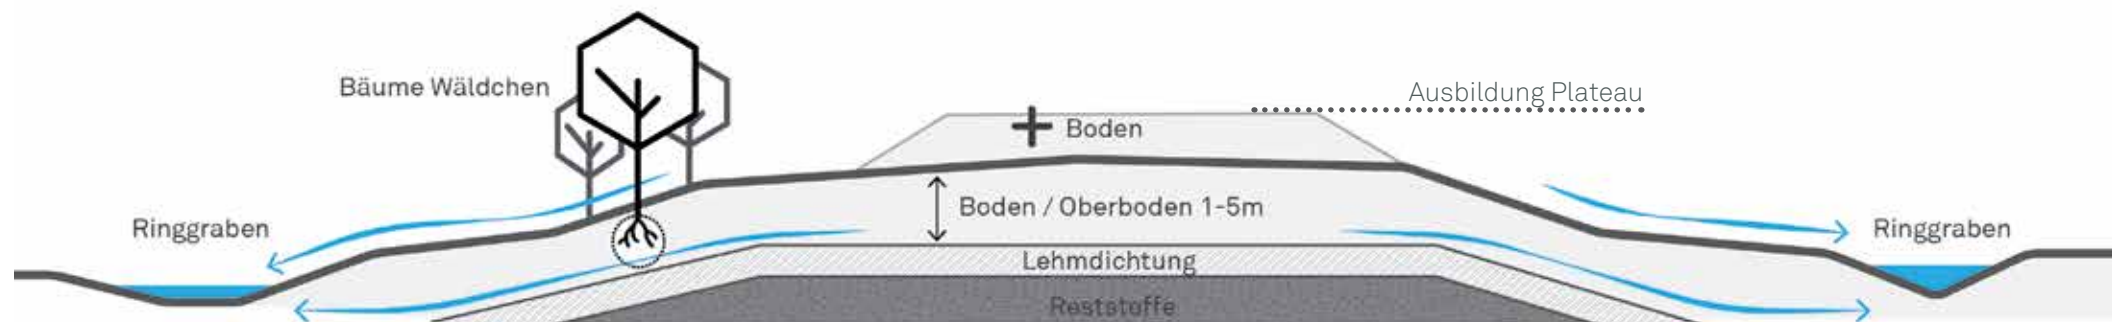 Bäume Wäldchen
Ausbildung Plateau
Boden
Boden / Oberboden 1-5m
Ringgraben
Ringgraben
Lehmdichtung
Reststoffe